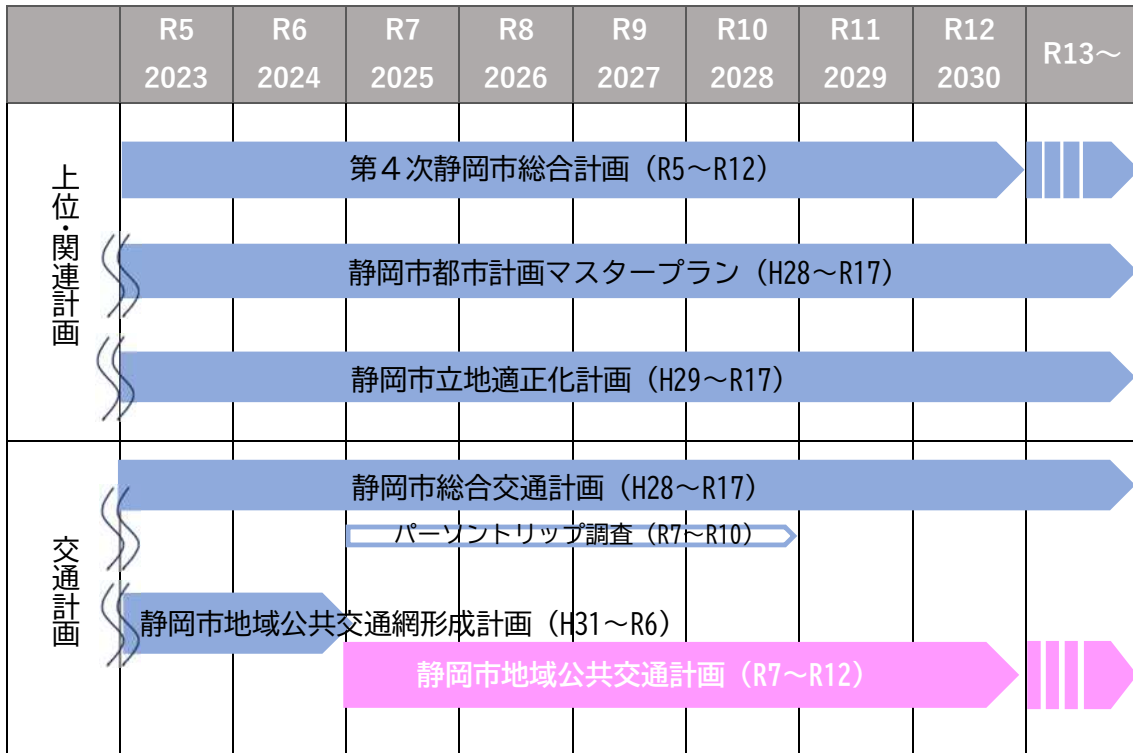 R5 R6 R7 R8 R9 R10 R11 R12 R13～
2023 2024 2025 2026 2027 2028 2029 2030
上位・関連計画
第４次静岡市総合計画（R5～R12）
静岡市都市計画マスタープラン（H28～R17）
静岡市立地適正化計画（H29～R17）
交通計画
静岡市総合交通計画（H28～R17）
パーソントリップ調査（R7～R10）
静岡市地域公共交通網形成計画（H31～R6）
静岡市地域公共交通計画（R7～R12）